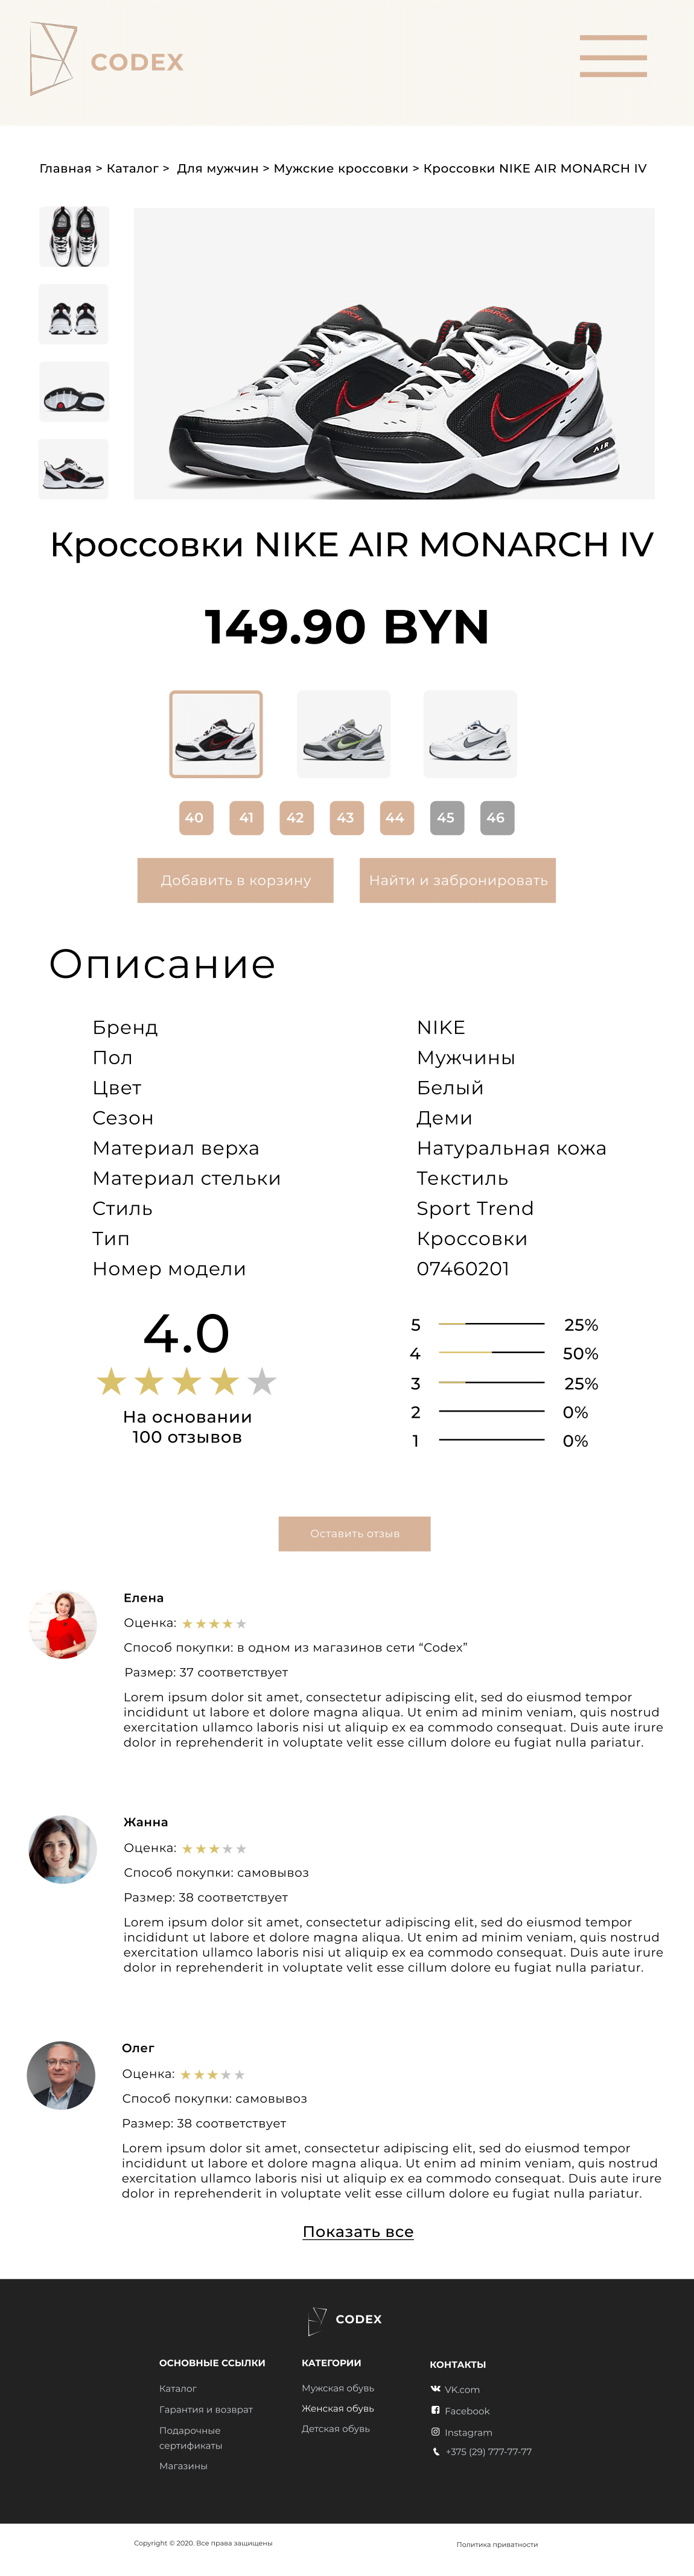 CODEX
Главная > Каталог > Для мужчин > Мужские кроссовки > Кроссовки NIKE AIR MONARCH IV
AIR
Кроссовки NIKE AIR MONARCH IV
149.90 BYN
40 41 42 43 44 45 46
Добавить в корзину
Найти и забронировать
Описание
Бренд NIKE
Пол Мужчины
Цвет Белый
Сезон Деми
Материал верха Натуральная кожа
Материал стельки Текстиль
Стиль Sport Trend
Тип Кроссовки
Номер модели 07460201
4.0
На основании
100 отзывов
5 25%
4 50%
3 25%
2 0%
1 0%
Оставить отзыв
Елена
Оценка:
Способ покупки: в одном из магазинов сети “Codex”
Размер: 37 соответствует
Lorem ipsum dolor sit amet, consectetur adipiscing elit, sed do eiusmod tempor
incididunt ut labore et dolore magna aliqua. Ut enim ad minim veniam, quis nostrud
exercitation ullamco laboris nisi ut aliquip ex ea commodo consequat. Duis aute irure
dolor in reprehenderit in voluptate velit esse cillum dolore eu fugiat nulla pariatur.
Жанна
Оценка:
Способ покупки: самовывоз
Размер: 38 соответствует
Lorem ipsum dolor sit amet, consectetur adipiscing elit, sed do eiusmod tempor
incididunt ut labore et dolore magna aliqua. Ut enim ad minim veniam, quis nostrud
exercitation ullamco laboris nisi ut aliquip ex ea commodo consequat. Duis aute irure
dolor in reprehenderit in voluptate velit esse cillum dolore eu fugiat nulla pariatur.
Олег
Оценка:
Способ покупки: самовывоз
Размер: 38 соответствует
Lorem ipsum dolor sit amet, consectetur adipiscing elit, sed do eiusmod tempor
incididunt ut labore et dolore magna aliqua. Ut enim ad minim veniam, quis nostrud
exercitation ullamco laboris nisi ut aliquip ex ea commodo consequat. Duis aute irure
dolor in reprehenderit in voluptate velit esse cillum dolore eu fugiat nulla pariatur.
Показать все
CODEX
ОСНОВНЫЕ ССЫЛКИ
Каталог
Гарантия и возврат
Подарочные
сертификаты
Магазины
КАТЕГОРИИ
Мужская обувь
Женская обувь
Детская обувь
КОНТАКТЫ
VK.com
Facebook
Instagram
+375 (29) 777-77-77
Copyright © 2020. Все права защищены
Политика приватности